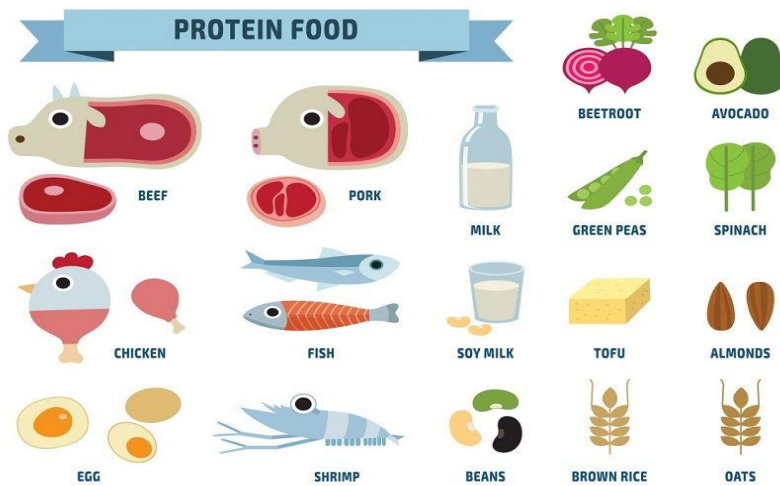 PROTEIN FOOD
BEETROOT
AVOCADO
BEEF
PORK
MILK
GREEN PEAS
SPINACH
CHICKEN
FISH
SOY MILK
TOFU
ALMONDS
EGG
SHRIMP
BEANS
BROWN RICE
OATS